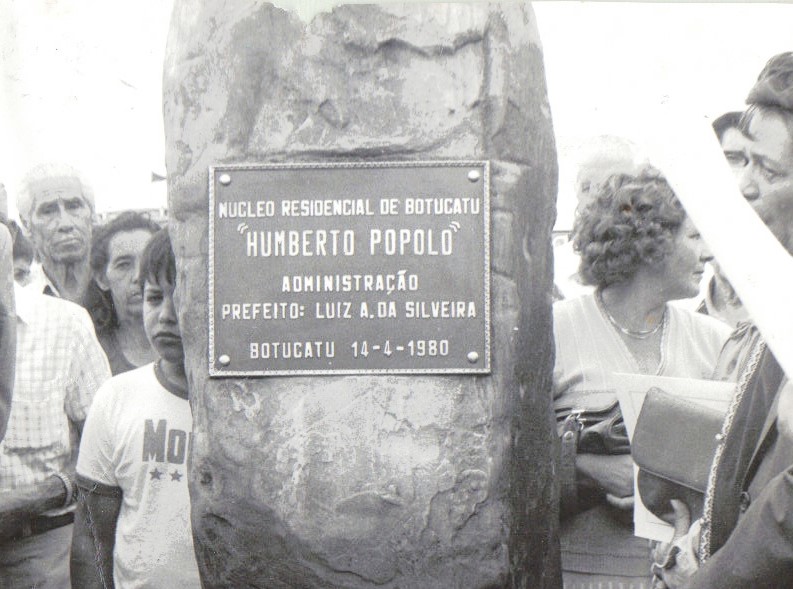 NUCLEO RESIDENCIAL DE BOTUCATU
"HUMBERTO POPOLO"
ADMINISTRAÇÃO
PREFEITO: LUIZ A. DA SILVEIRA
BOTUCATU 14-4-1980
MO